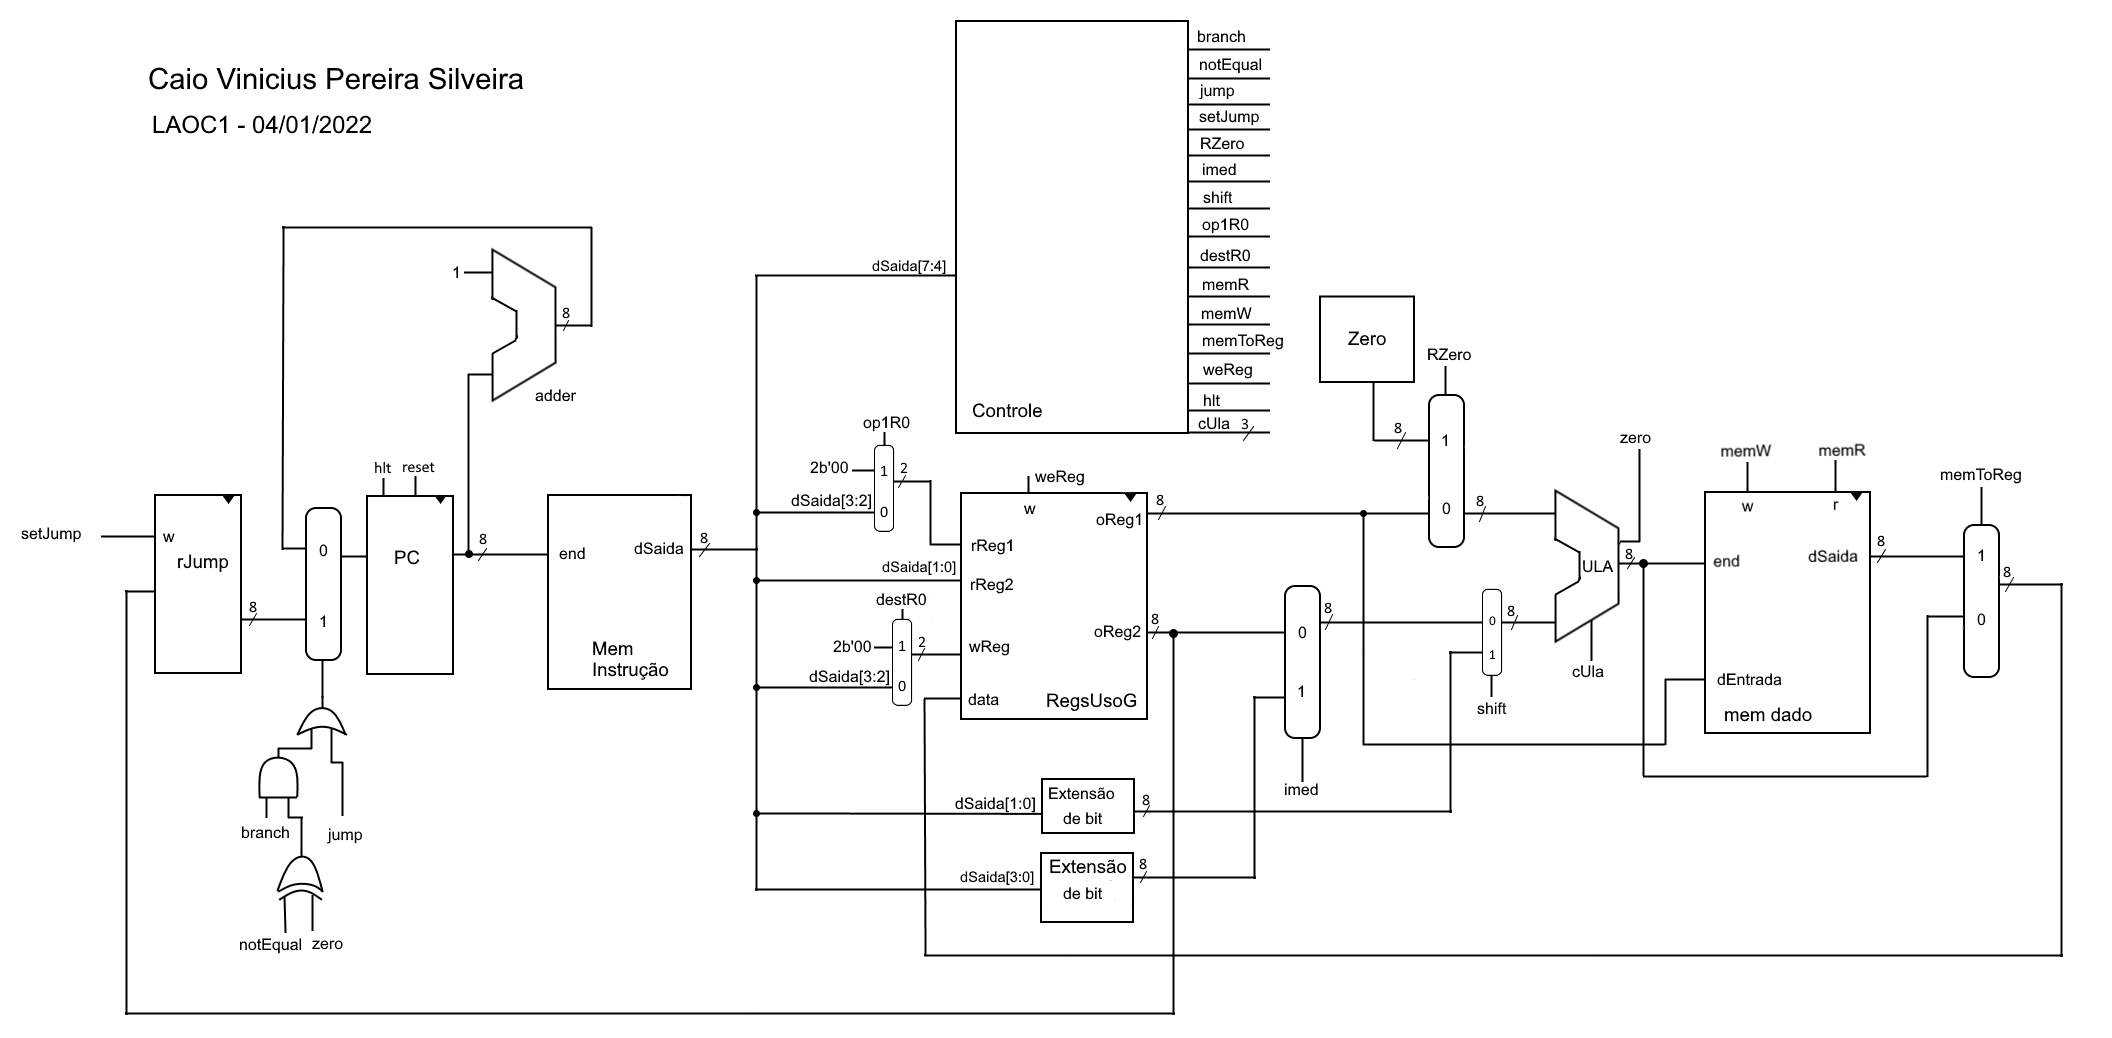 Caio Vinicius Pereira Silveira
LAOC1 - 04/01/2022
branch
notEqual
jump
setJump
RZero
imed
shift
op1R0
destR0
memR
memW
memToReg
weReg
hlt
cUla 3
Controle
dSaida[7:4]
1
8
adder
Zero
RZero
8
1
0
8
hlt reset
setJump
w
rJump
8
0
1
PC
8
end
dSaida
8
Mem
Instrução
op1R0
2b'00
1
2
dSaida[3:2]
0
dSaida[1:0]
destR0
2b'00
1
2
dSaida[3:2]
0
weReg
w
oReg1
8
rReg1
rReg2
oReg2
8
wReg
data
RegsUsoG
0
8
1
imed
0
8
1
shift
zero
ULA
8
cUla
memW
memR
w
r
end
dSaida
8
dEntrada
mem dado
memToReg
1
8
0
branch
jump
notEqual zero
dSaida[1:0]
Extensão
de bit
8
dSaida[3:0]
Extensão
de bit
8